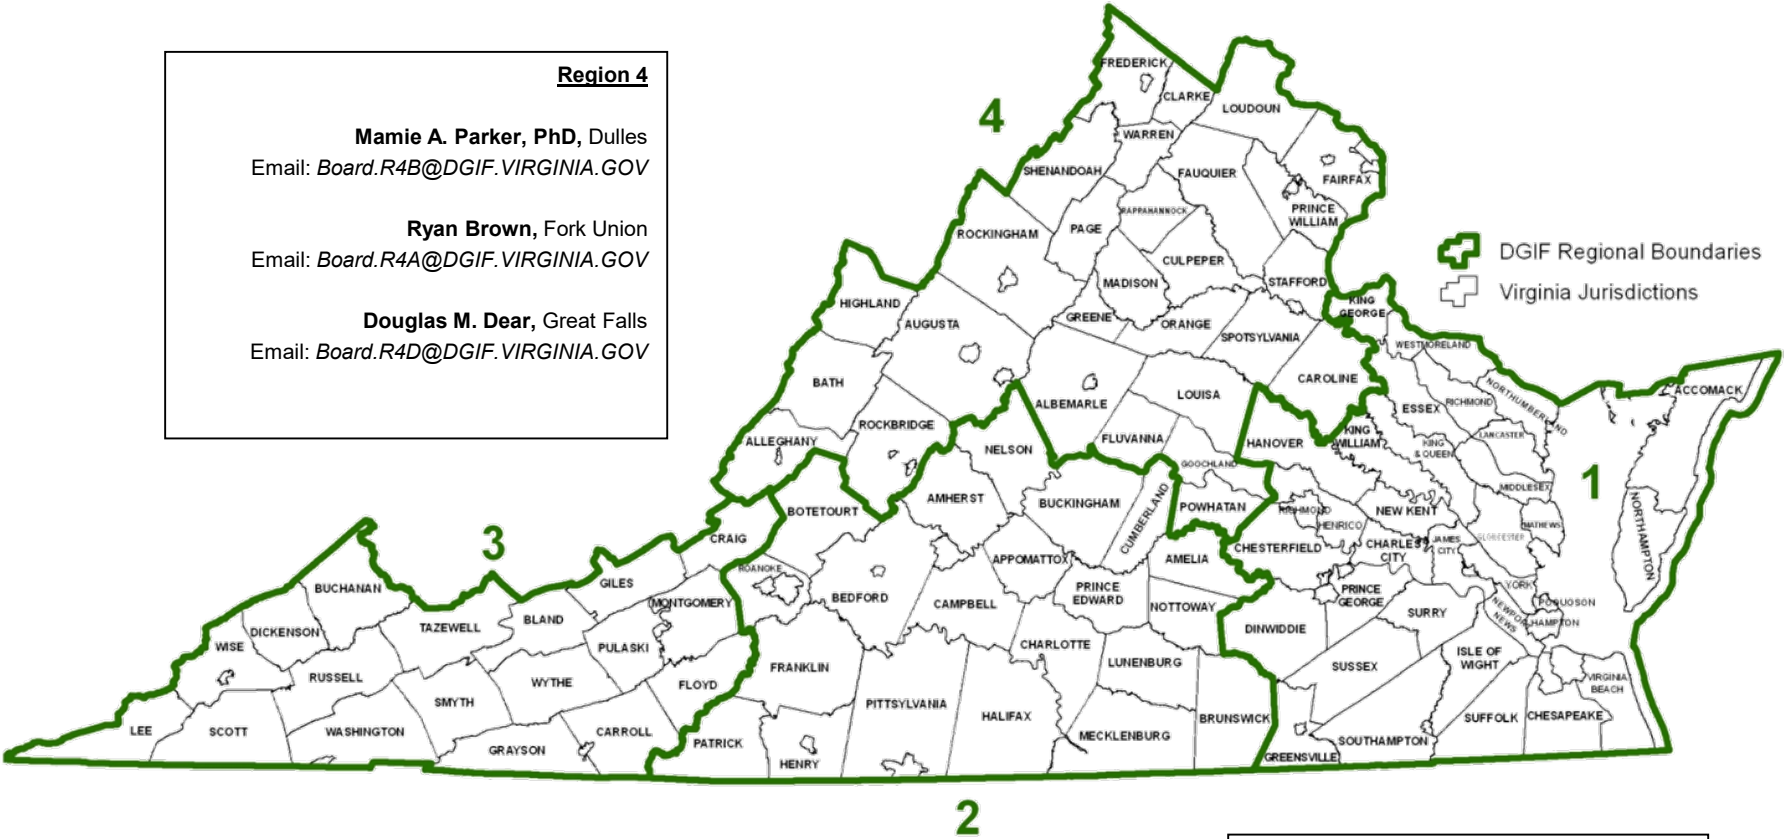 Region 4
Mamie A. Parker, PhD, Dulles
Email: Board.R4B@DGIF.VIRGINIA.GOV
Ryan Brown, Fork Union
Email: Board.R4A@DGIF.VIRGINIA.GOV
Douglas M. Dear, Great Falls
Email: Board.R4D@DGIF.VIRGINIA.GOV
4
FREDERICK
CLARKE
LOUDOUN
WARREN
SHENANDOAH
FAUQUIER
FAIRFAX
RAPPAHANNOCK
PRINCE
WILLIAM
PAGE
ROCKINGHAM
CULPEPER
MADISON
STAFFORD
DGIF Regional Boundaries
Virginia Jurisdictions
HIGHLAND
KING
GEORGE
AUGUSTA
GREENE
ORANGE
SPOTSYLVANIA
WESTMORELAND
BATH
CAROLINE
LOUISA
ALBEMARLE
NORTHUMBERLAND
ACCOMACK
ESSEX
RICHMOND
ROCKBRIDGE
ALLEGHANY
FLUVANNA
HANOVER
KING
WILLIAM
KING
& QUEEN
LANCASTER
NELSON
GOOCHLAND
1
MIDDLESEX
AMHERST
BUCKINGHAM
CUMBERLAND
POWHATAN
BOTETOURT
RICHMOND
HENRICO
NEW KENT
MATHEWS
NORTHAMPTON
3
CRAIG
CHESTERFIELD
CHARLES
CITY
JAMES
CITY
GLOUCESTER
APPOMATTOX
AMELIA
ROANOKE
BUCHANAN
GILES
MONTGOMERY
BEDFORD
CAMPBELL
PRINCE
EDWARD
NOTTOWAY
PRINCE
GEORGE
SURRY
YORK
POQUOSON
NEWPORT
NEWS
HAMPTON
DICKENSON
TAZEWELL
BLAND
DINWIDDIE
WISE
PULASKI
CHARLOTTE
LUNENBURG
ISLE OF
WIGHT
SUSSEX
RUSSELL
WYTHE
FLOYD
FRANKLIN
VIRGINIA
BEACH
SMYTH
PITTSYLVANIA
HALIFAX
BRUNSWICK
SUFFOLK
CHESAPEAKE
LEE
SCOTT
WASHINGTON
GRAYSON
CARROLL
PATRICK
HENRY
MECKLENBURG
SOUTHAMPTON
GREENSVILLE
2